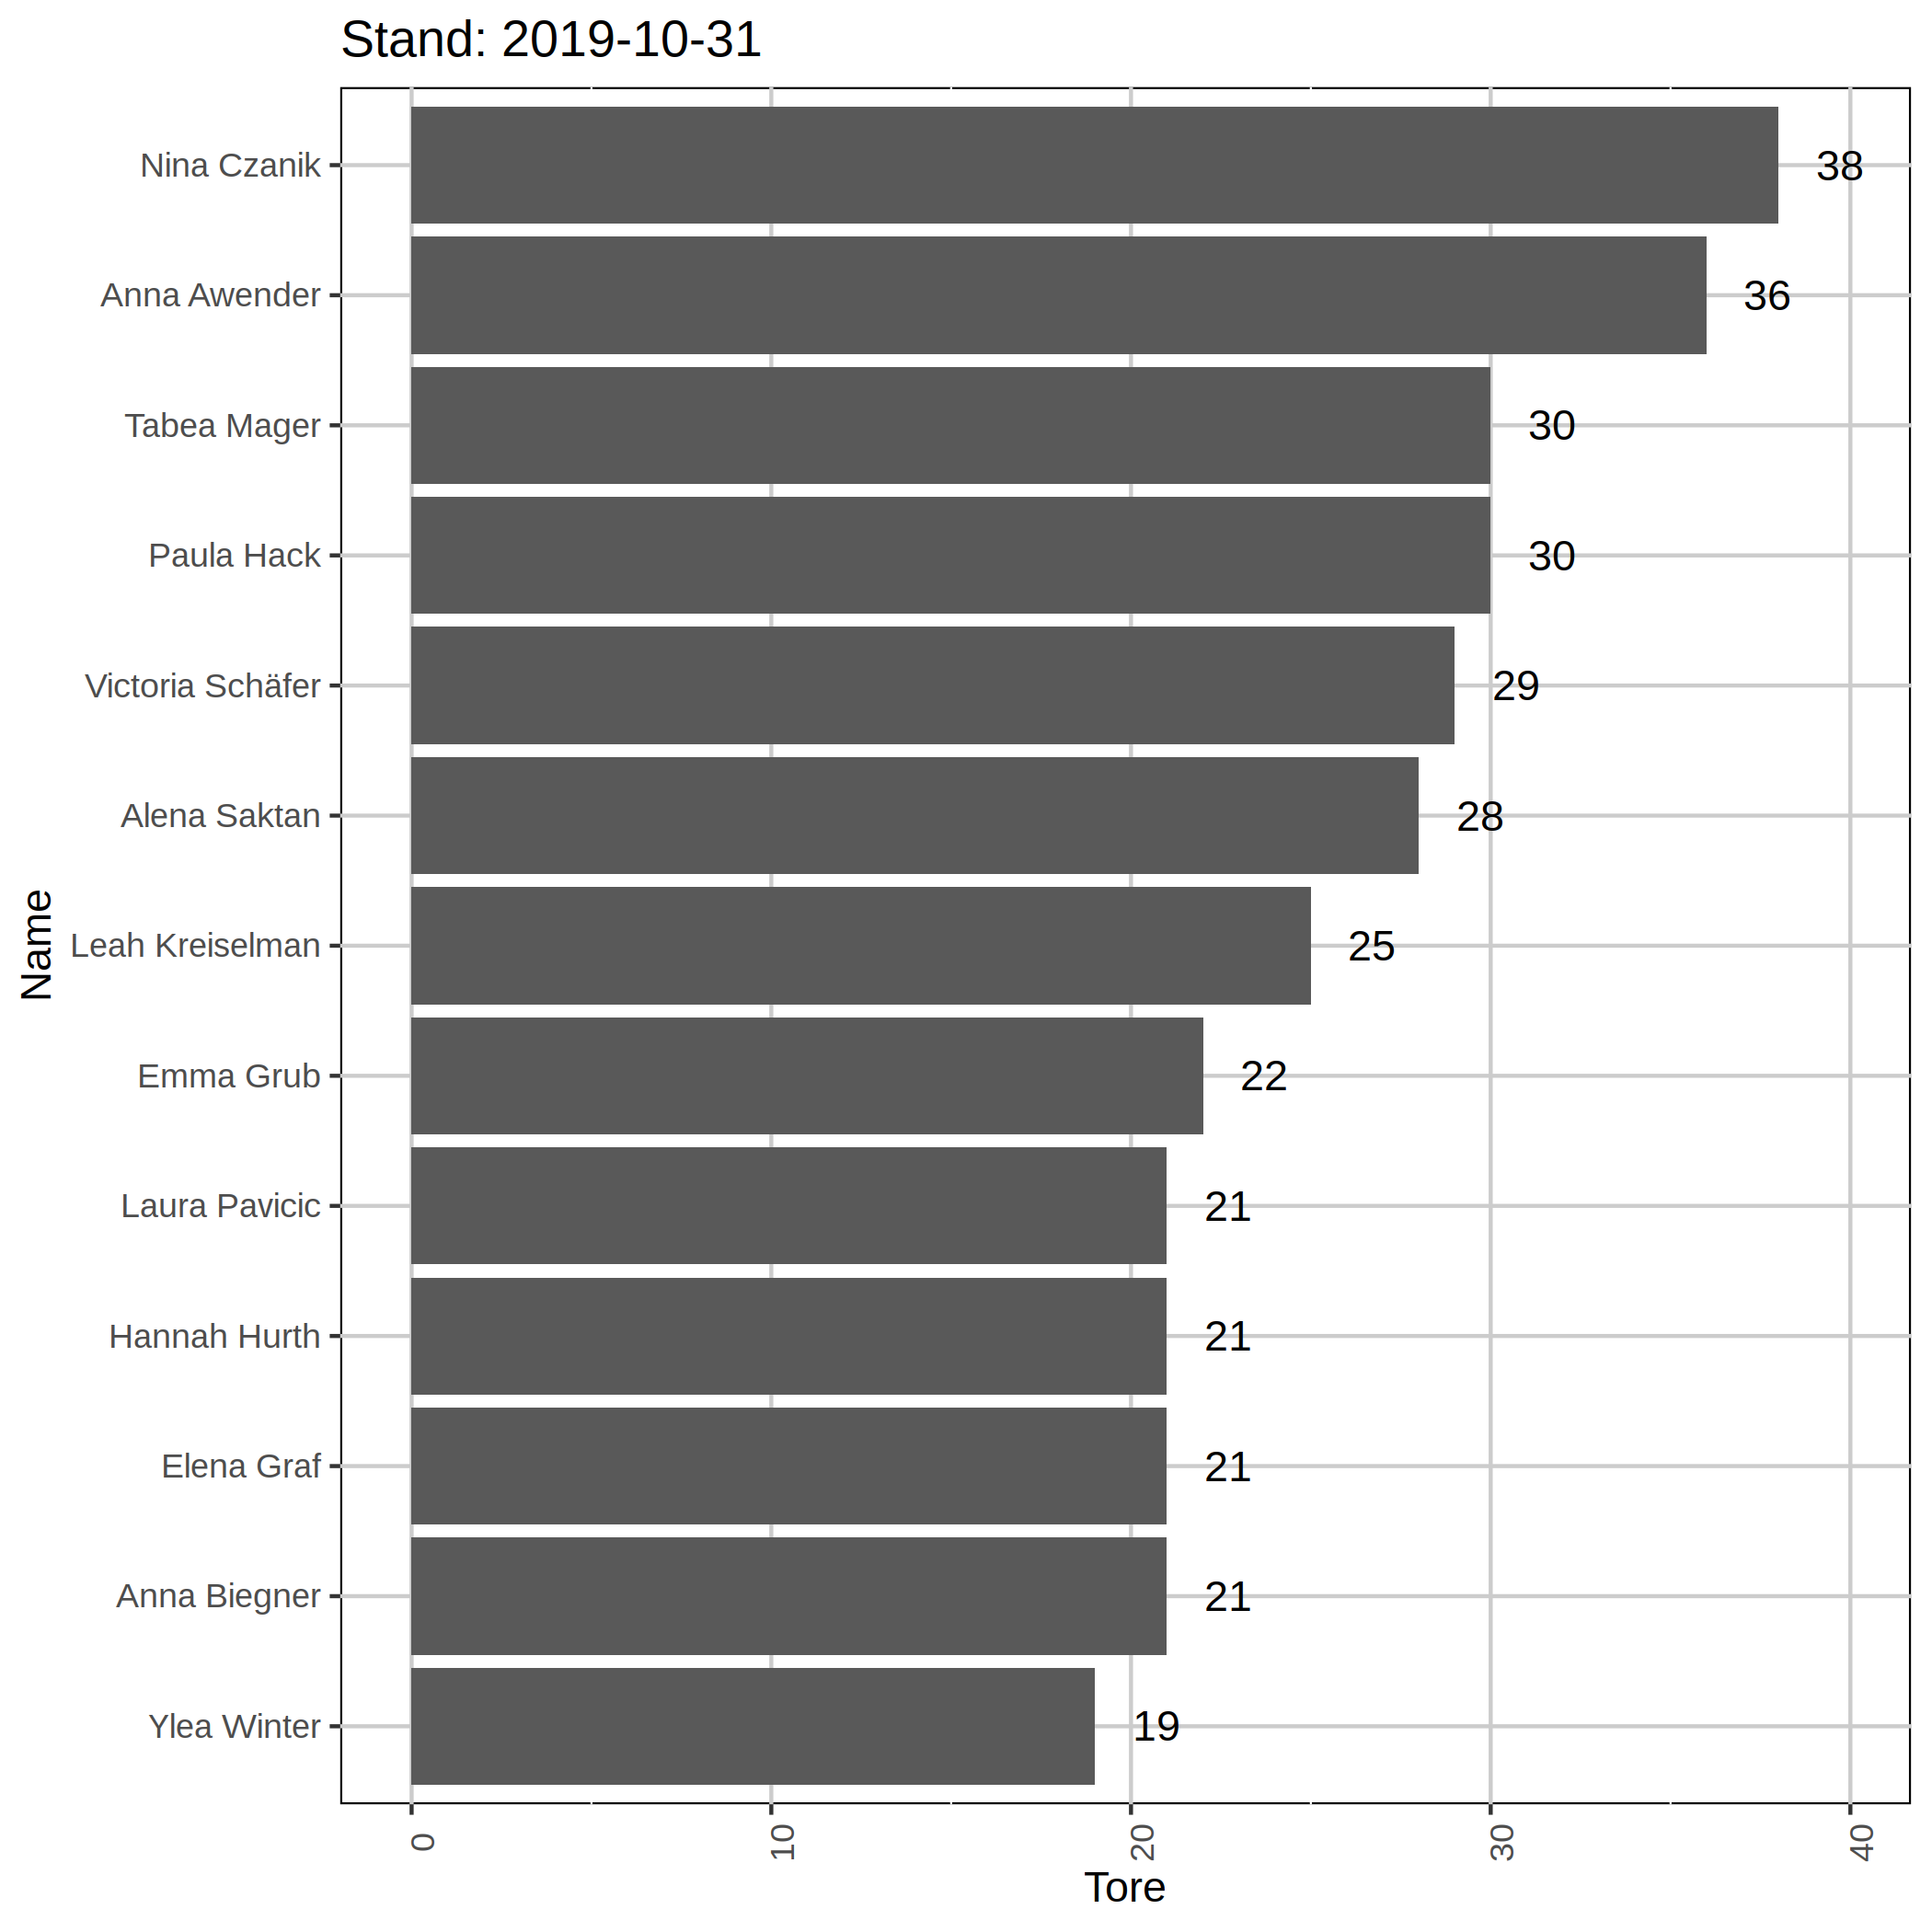 Stand: 2019-10-31
Nina Czanik 38
Anna Awender 36
Tabea Mager 30
Paula Hack 30
Victoria Schäfer 29
Alena Saktan 28
Leah Kreiselman 25
Emma Grub 22
Laura Pavicic 21
Hannah Hurth 21
Elena Graf 21
Anna Biegner 21
Ylea Winter 19
Name
0 10 20 30 40
Tore